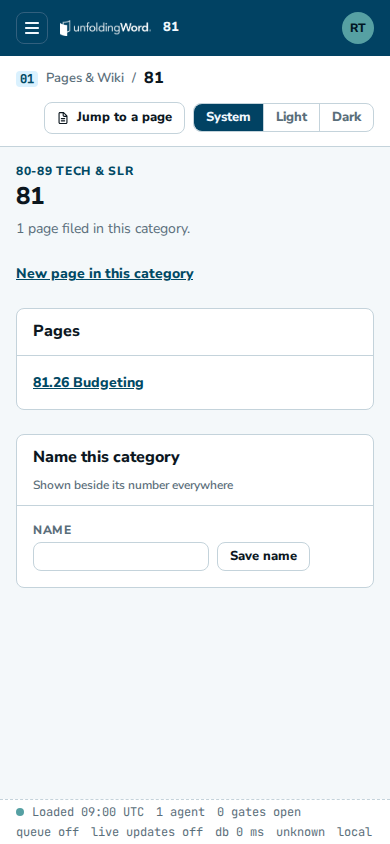 unfoldingWord. 81
RT
01 Pages & Wiki / 81
Jump to a page
System Light Dark
80-89 TECH & SLR
81
1 page filed in this category.
New page in this category
Pages
81.26 Budgeting
Name this category
Shown beside its number everywhere
NAME
Save name
Loaded 09:00 UTC 1 agent 0 gates open
queue off live updates off db 0 ms unknown local